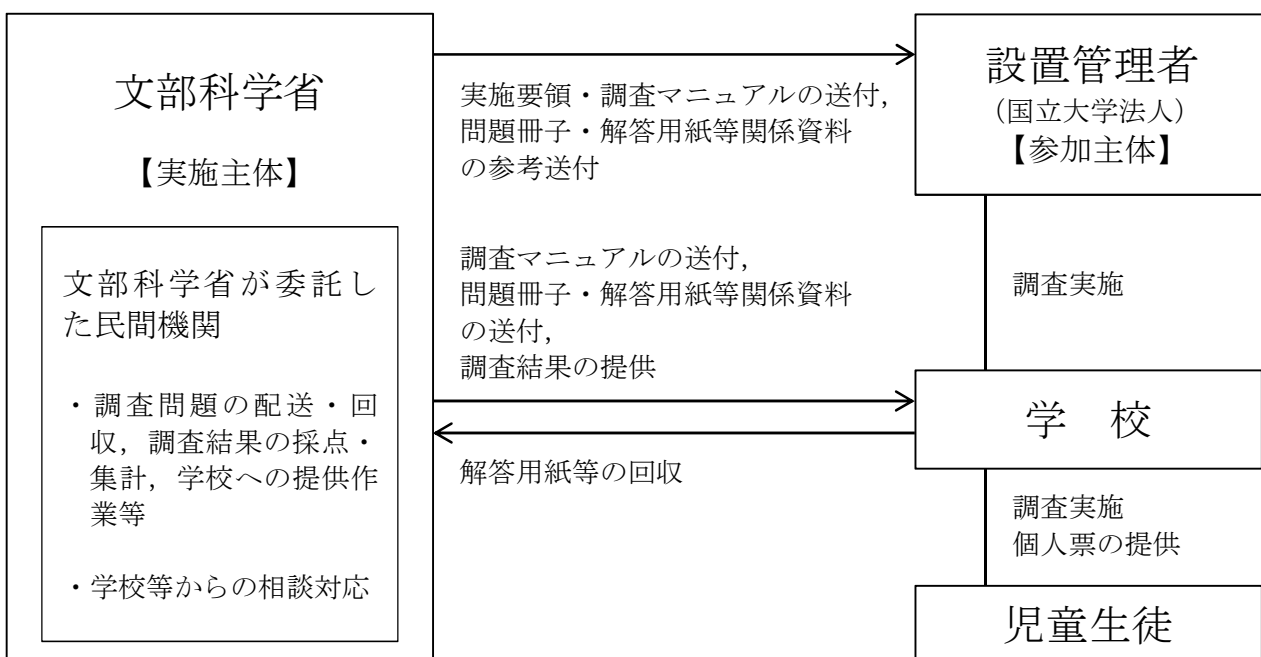 文部科学省
【実施主体】
文部科学省が委託し
た民間機関
・調査問題の配送・回
収,調査結果の採点・
集計,学校への提供作
業等
・学校等からの相談対応
実施要領・調査マニュアルの送付,
問題冊子・解答用紙等関係資料
の参考送付
調査マニュアルの送付,
問題冊子・解答用紙等関係資料
の送付,
調査結果の提供
解答用紙等の回収
設置管理者
(国立大学法人)
【参加主体】
調査実施
学 校
調査実施
個人票の提供
児童生徒